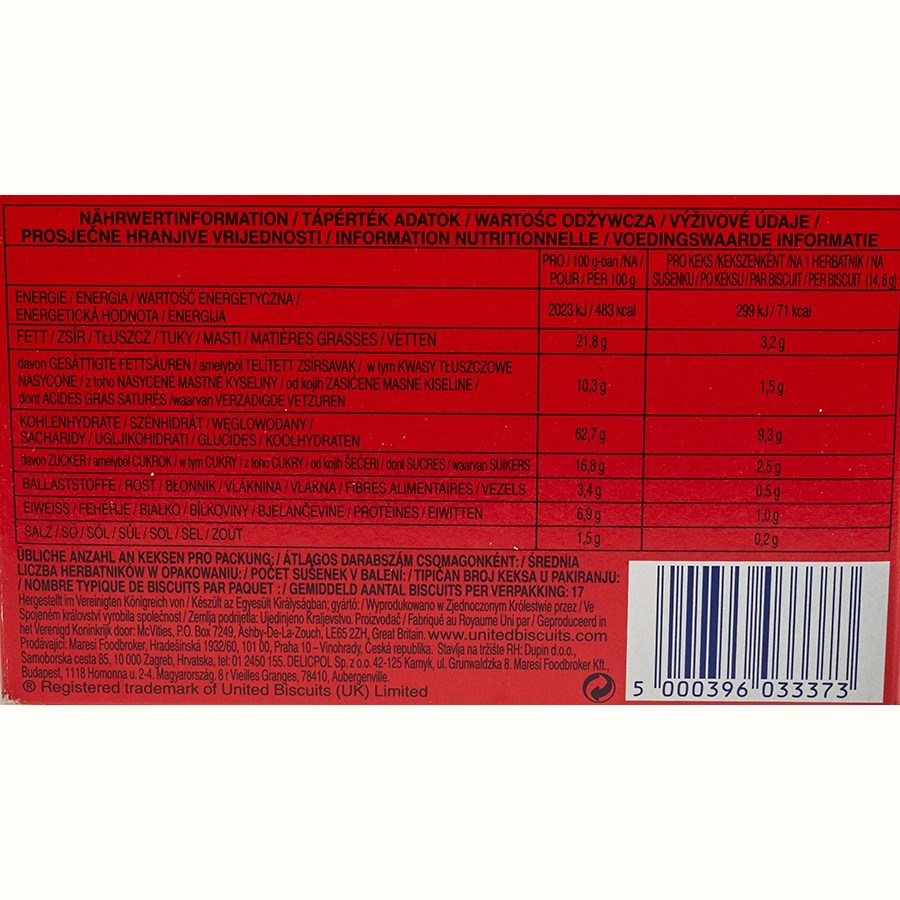 NÄHRWERTINFORMATION / TÁPÉRTÉK ADATOK / WARTOŚC ODŻYWCZA / VÝŽIVOVÉ ÚDAJE /
PROSJEČNE HRANJIVE VRIJEDNOSTI / INFORMATION NUTRITIONNELLE / VOEDINGSWAARDE INFORMATIE
PRO / 100 g-ban /NA / PRO KEKS /KEKSZENKÉNT /NA 1 HERBATNIK / NA
POUR / PER 100 g SUŠENKU / PO KEKSU / PAR BISCUIT / PER BISCUIT (14, 8 g)
ENERGIE / ENERGIA / WARTOŚĆ ENERGETYCZNA /
ENERGETICKÁ HODNOTA / ENERGIJA 2023 kJ / 483 kcal 299 kJ / 71 kcal
FETT / ZSÍR / TŁUSZCZ / TUKY / MASTI / MATIÈRES GRASSES / VETTEN 21,8 g 3,2 g
davon GESÄTTIGTE FETTSÄUREN / amelyből TELÍTETT ZSÍRSAVAK / w tym KWASY TŁUSZCZOWE
NASYCONE / z toho NASYCENÉ MASTNÉ KYSELINY / od kojih ZASIĆENE MASNE KISELINE /
dont ACIDES GRAS SATURÉS /waarvan VERZADIGDE VETZUREN 10,3 g 1,5 g
KOHLENHYDRATE / SZÉNHIDRÁT / WĘGLOWODANY /
SACHARIDY / UGLJIKOHIDRATI / GLUCIDES / KOOLHYDRATEN 62,7 g 9,3 g
davon ZUCKER / amelyből CUKROK / w tym CUKRY / z toho CUKRY / od kojih ŠEĆERI / dont SUCRES / waarvan SUIKERS 16,8 g 2,5 g
BALLASTSTOFFE / ROST / BŁONNIK / VLÁKNINA / VLAKNA / FIBRES ALIMENTAIRES / VEZELS 3,4 g 0,5 g
EIWEISS / FEHÉRJE / BIAŁKO / BÍLKOVINY / BJELANČEVINE / PROTÉINES / EIWITTEN 6,9 g 1,0 g
SALZ / SÓ / SÓL / SŮL / SOL / SEL / ZOUT 1,5 g 0,2 g
ÜBLICHE ANZAHL AN KEKSEN PRO PACKUNG: / ÁTLAGOS DARABSZÁM CSOMAGONKÉNT: / ŚREDNIA
LICZBA HERBATNIKÓW W OPAKOWANIU: / POČET SUŠENEK V BALENÍ: / TIPIČAN BROJ KEKSA U PAKIRANJU:
/ NOMBRE TYPIQUE DE BISCUITS PAR PAQUET : / GEMIDDELD AANTAL BISCUITS PER VERPAKKING: 17
Hergestellt im Vereinigten Königreich von / Készült az Egyesült Királyságban; gyártó: / Wyprodukowano w Zjednoczonym Królestwie przez / Ve
Spojeném království výrobila společnost / Zemlja podrijetla: Ujedinjeno Kraljevstvo. Proizvođač / Fabriqué au Royaume Uni par / Geproduceerd in
het Verenigd Koninkrijk door: McVities, P.O. Box 7249, Ashby-De-La-Zouch, LE65 2ZH, Great Britain. www.unitedbiscuits.com
Prodávající: Maresi Foodbroker, Hradešínská 1932/60, 101 00, Praha 10 – Vinohrady, Česká republika. Stavlja na tržište RH: Dupin d.o.o.,
Samoborska cesta 85, 10 000 Zagreb, Hrvatska, tel: 01 2450 155. DELICPOL Sp. z o.o. 42-125 Kamyk, ul. Grunwaldzka 8. Maresi Foodbroker Kft.,
Budapest, 1118 Homonna u. 2-4. Magyarország. 8 r Vieilles Granges, 78410, Aubergenville.
® Registered trademark of United Biscuits (UK) Limited
5 000396 033373